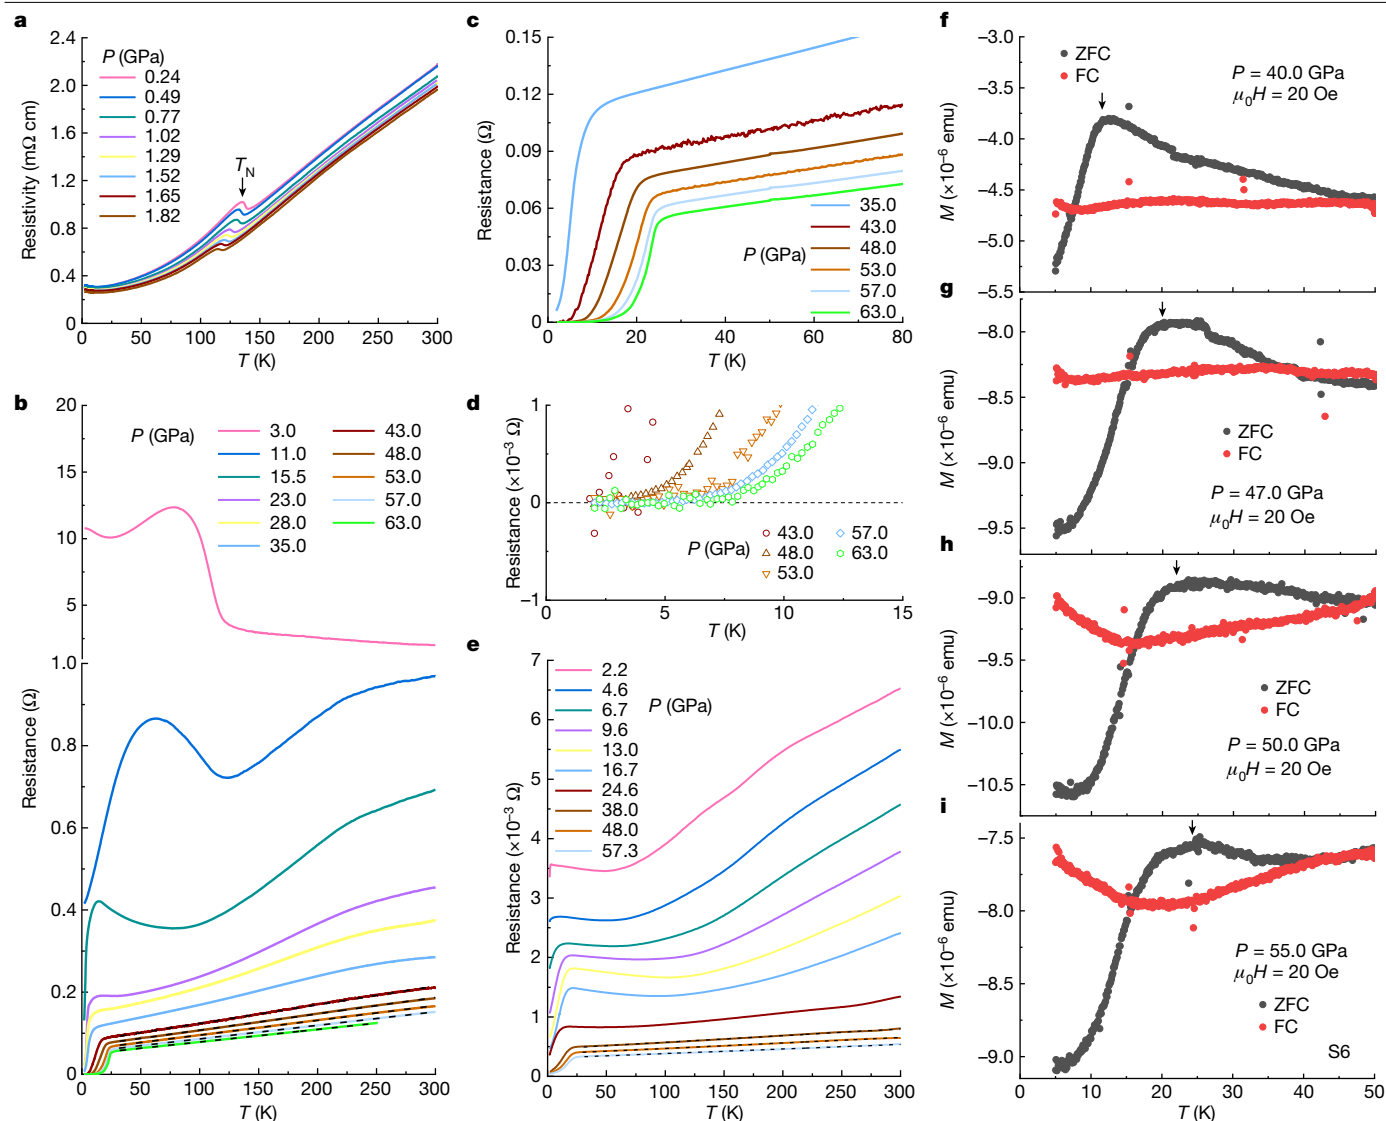 a
2.4
2.0
1.6
1.2
0.8
0.4
0
Resistivity (mΩ cm)
P (GPa)
0.24
0.49
0.77
1.02
1.29
1.52
1.65
1.82
T_N
0 50 100 150 200 250 300
T (K)
b
20
15
10
5
1.0
0.8
0.6
0.4
0.2
0
Resistance (Ω)
P (GPa)
3.0 43.0
11.0 48.0
15.5 53.0
23.0 57.0
28.0 63.0
35.0
0 50 100 150 200 250 300
T (K)
c
0.15
0.12
0.09
0.06
0.03
0
Resistance (Ω)
P (GPa)
35.0
43.0
48.0
53.0
57.0
63.0
0 20 40 60 80
T (K)
d
1
0
−1
Resistance (×10⁻³ Ω)
P (GPa)
43.0 57.0
48.0 63.0
53.0
0 5 10 15
T (K)
e
7
6
5
4
3
2
1
0
Resistance (×10⁻³ Ω)
2.2
4.6
6.7
9.6
13.0
16.7
24.6
38.0
48.0
57.3
P (GPa)
0 50 100 150 200 250 300
T (K)
f
−3.0
−3.5
−4.0
−4.5
−5.0
−5.5
M (×10⁻⁶ emu)
ZFC
FC
P = 40.0 GPa
μ₀H = 20 Oe
g
−8.0
−8.5
−9.0
−9.5
M (×10⁻⁶ emu)
ZFC
FC
P = 47.0 GPa
μ₀H = 20 Oe
h
−9.0
−9.5
−10.0
−10.5
M (×10⁻⁶ emu)
ZFC
FC
P = 50.0 GPa
μ₀H = 20 Oe
i
−7.5
−8.0
−8.5
−9.0
M (×10⁻⁶ emu)
P = 55.0 GPa
μ₀H = 20 Oe
ZFC
FC
S6
0 10 20 30 40 50
T (K)